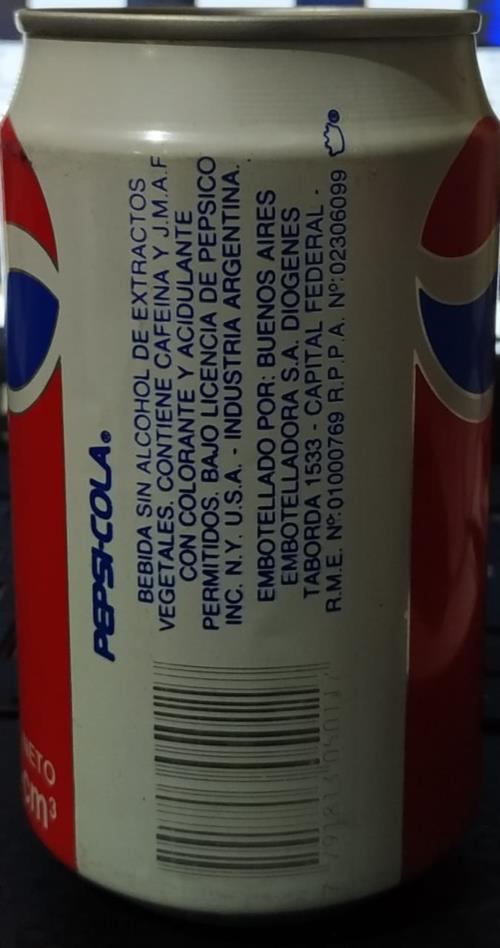 PEPSI-COLA®
BEBIDA SIN ALCOHOL DE EXTRACTOS
VEGETALES. CONTIENE CAFEINA Y J.M.A.F
CON COLORANTE Y ACIDULANTE
PERMITIDOS. BAJO LICENCIA DE PEPSICO
INC. N.Y. U.S.A. - INDUSTRIA ARGENTINA.
EMBOTELLADO POR: BUENOS AIRES
EMBOTELLADORA S.A. DIOGENES
TABORDA 1533 - CAPITAL FEDERAL -
R.M.E. Nº:01000769 R.P.P.A. Nº:02306099
NETO
cm³